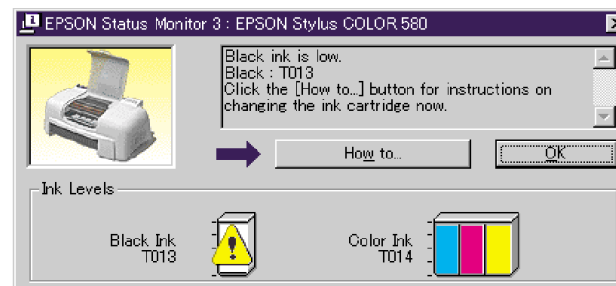 EPSON Status Monitor 3 : EPSON Stylus COLOR 580
Black ink is low.
Black : T013
Click the [How to...] button for instructions on
changing the ink cartridge now.
How to...
OK
Ink Levels
Black Ink
T013
Color Ink
T014